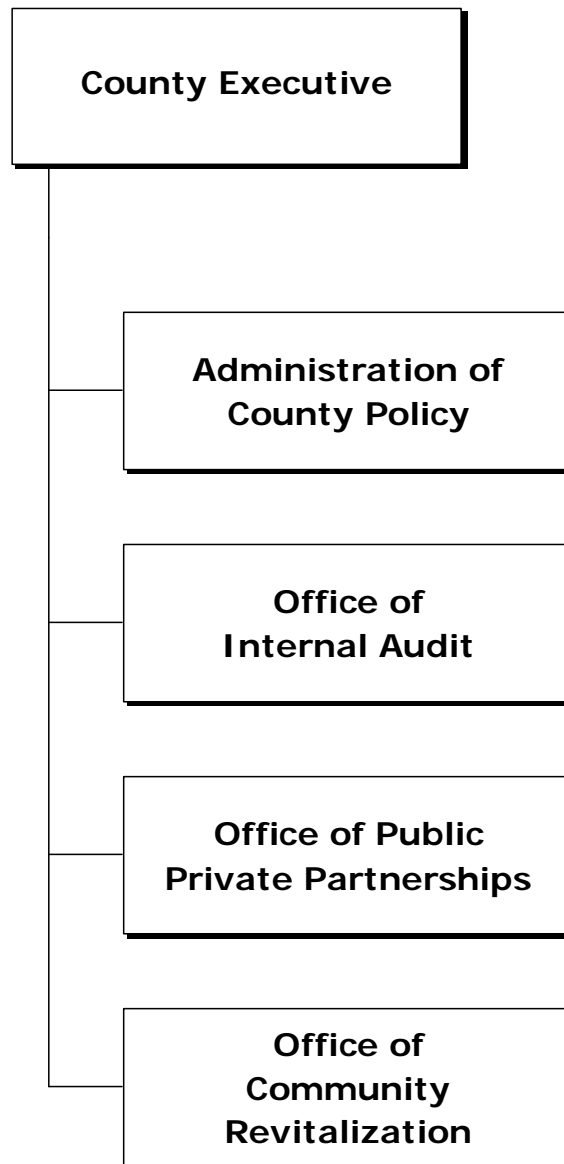 County Executive
Administration of
County Policy
Office of
Internal Audit
Office of Public
Private Partnerships
Office of
Community
Revitalization